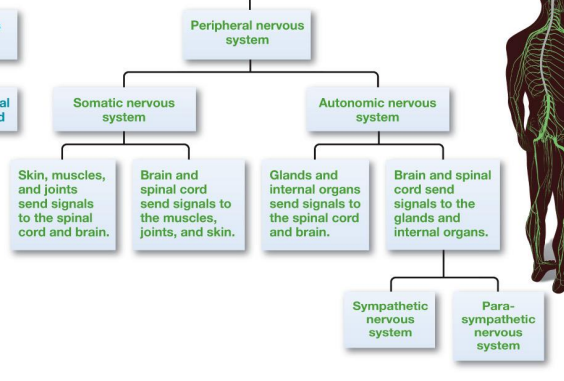 Peripheral nervous
system
Somatic nervous
system
Autonomic nervous
system
Skin, muscles,
and joints
send signals
to the spinal
cord and brain.
Brain and
spinal cord
send signals to
the muscles,
joints, and skin.
Glands and
internal organs
send signals to
the spinal cord
and brain.
Brain and spinal
cord send
signals to the
glands and
internal organs.
Sympathetic
nervous
system
Para-
sympathetic
nervous
system